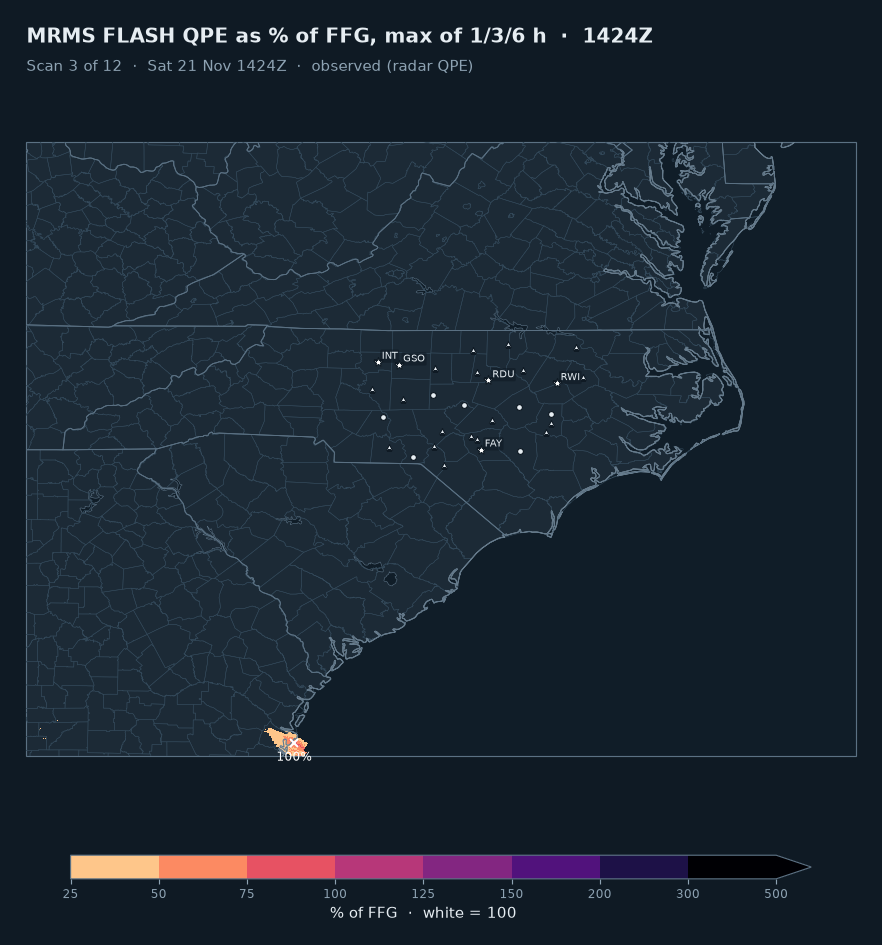 MRMS FLASH QPE as % of FFG, max of 1/3/6 h · 1424Z
Scan 3 of 12 · Sat 21 Nov 1424Z · observed (radar QPE)
INT GSO
RDU
RWI
FAY
100%
25 50 75 100 125 150 200 300 500
% of FFG · white = 100